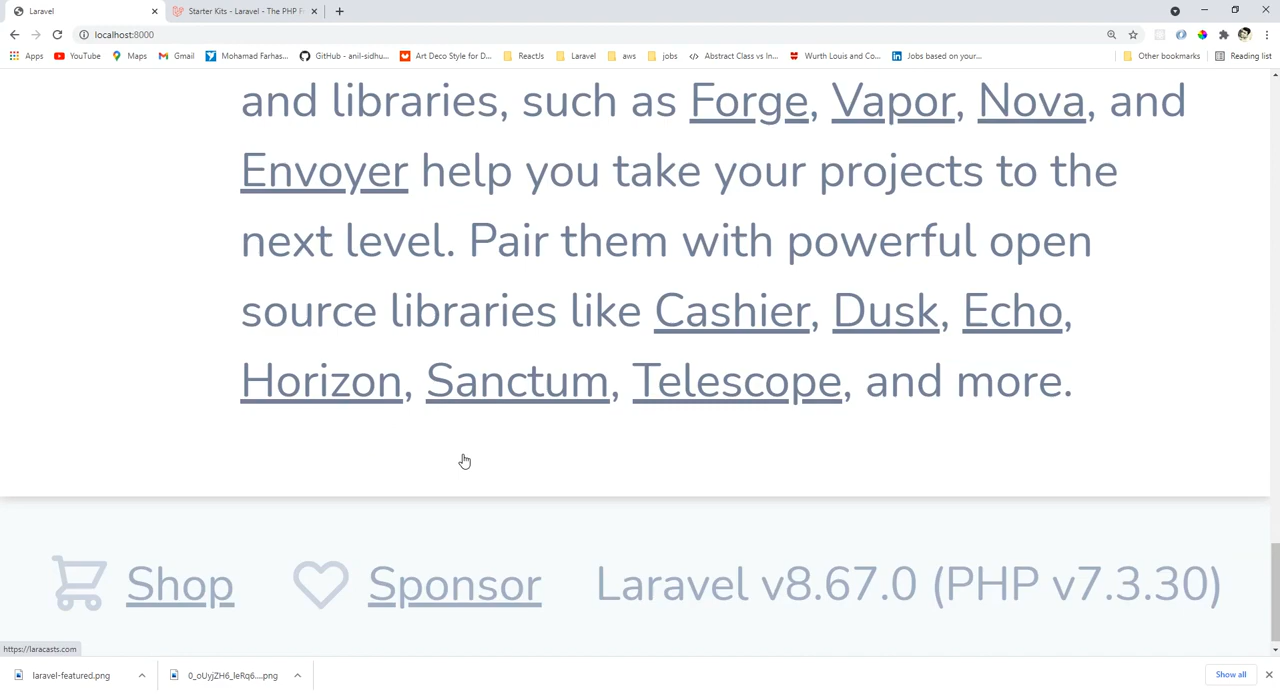 Laravel
Starter Kits - Laravel - The PHP F
localhost:8000
Apps YouTube Maps Gmail Mohamad Farhas... GitHub - anil-sidhu... Art Deco Style for D... ReactJs Laravel aws jobs Abstract Class vs In... Wurth Louis and Co... Jobs based on your... Other bookmarks Reading list
and libraries, such as Forge, Vapor, Nova, and
Envoyer help you take your projects to the
next level. Pair them with powerful open
source libraries like Cashier, Dusk, Echo,
Horizon, Sanctum, Telescope, and more.
Shop Sponsor Laravel v8.67.0 (PHP v7.3.30)
https://laracasts.com
laravel-featured.png 0_oUyjZH6_leRq6....png Show all